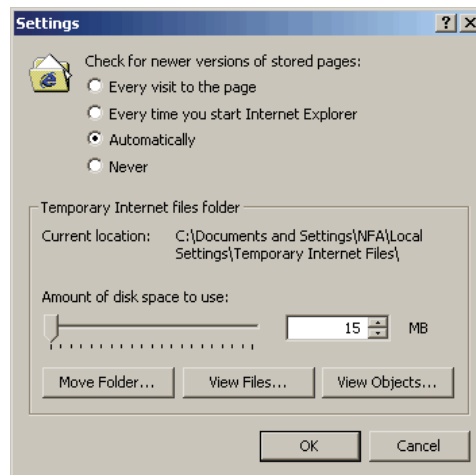 Settings
Check for newer versions of stored pages:
Every visit to the page
Every time you start Internet Explorer
Automatically
Never
Temporary Internet files folder
Current location: C:\Documents and Settings\NFA\Local
Settings\Temporary Internet Files\
Amount of disk space to use:
15 MB
Move Folder... View Files... View Objects...
OK Cancel